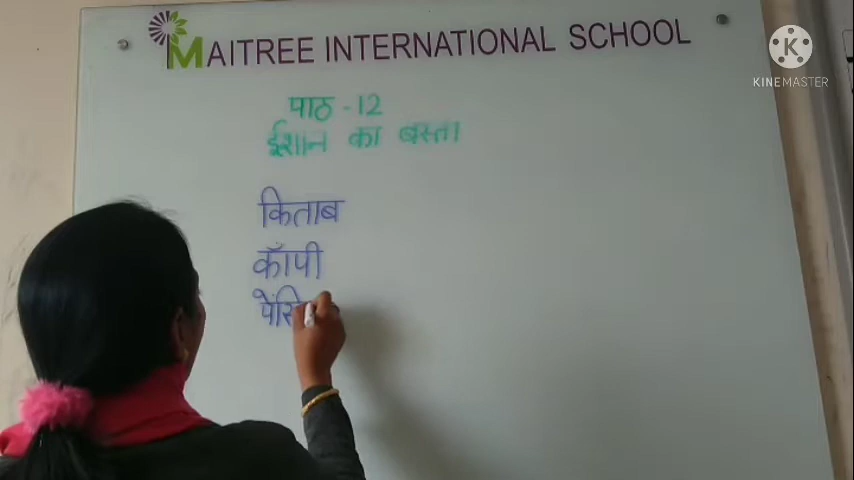 MAITREE INTERNATIONAL SCHOOL
KINEMASTER
पाठ - 12
ईशान का बस्ता
किताब
कॉपी